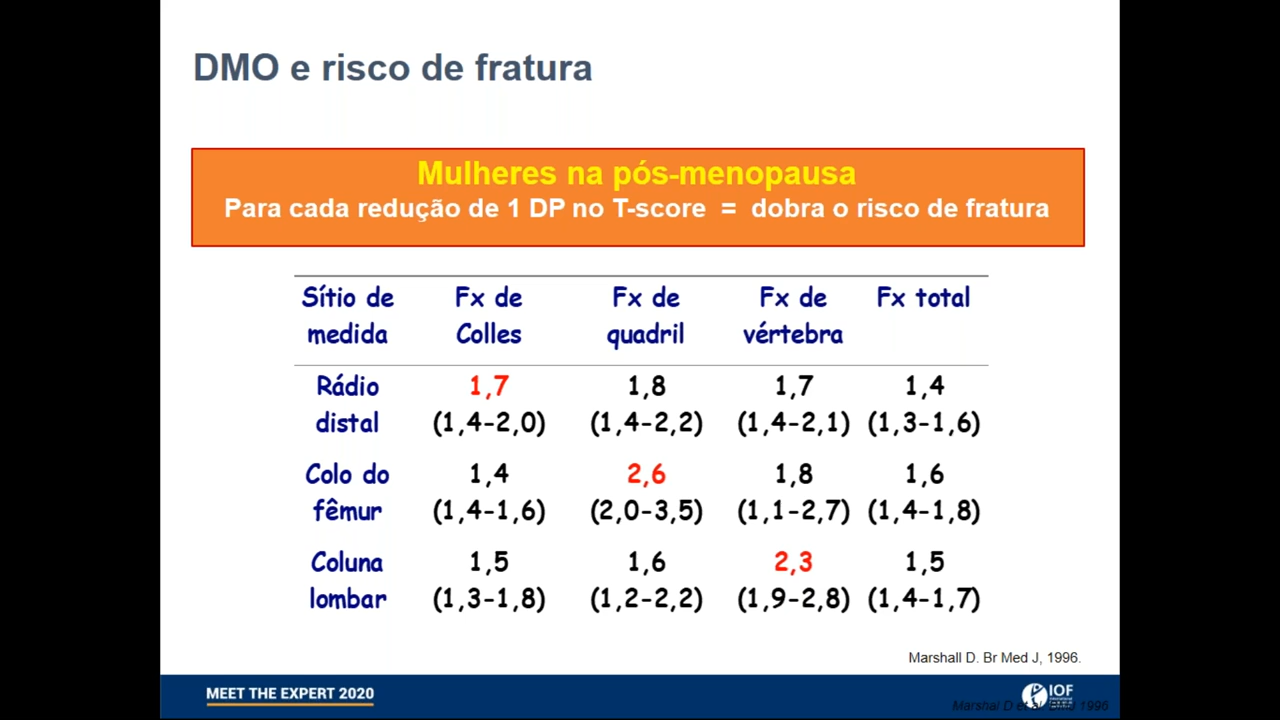 DMO e risco de fratura
Mulheres na pós-menopausa
Para cada redução de 1 DP no T-score = dobra o risco de fratura
Sítio de medida Fx de Colles Fx de quadril Fx de vértebra Fx total
Rádio distal 1,7 (1,4-2,0) 1,8 (1,4-2,2) 1,7 (1,4-2,1) 1,4 (1,3-1,6)
Colo do fêmur 1,4 (1,4-1,6) 2,6 (2,0-3,5) 1,8 (1,1-2,7) 1,6 (1,4-1,8)
Coluna lombar 1,5 (1,3-1,8) 1,6 (1,2-2,2) 2,3 (1,9-2,8) 1,5 (1,4-1,7)
Marshall D. Br Med J, 1996.
MEET THE EXPERT 2020
IOF
Marshal D et al. 1996